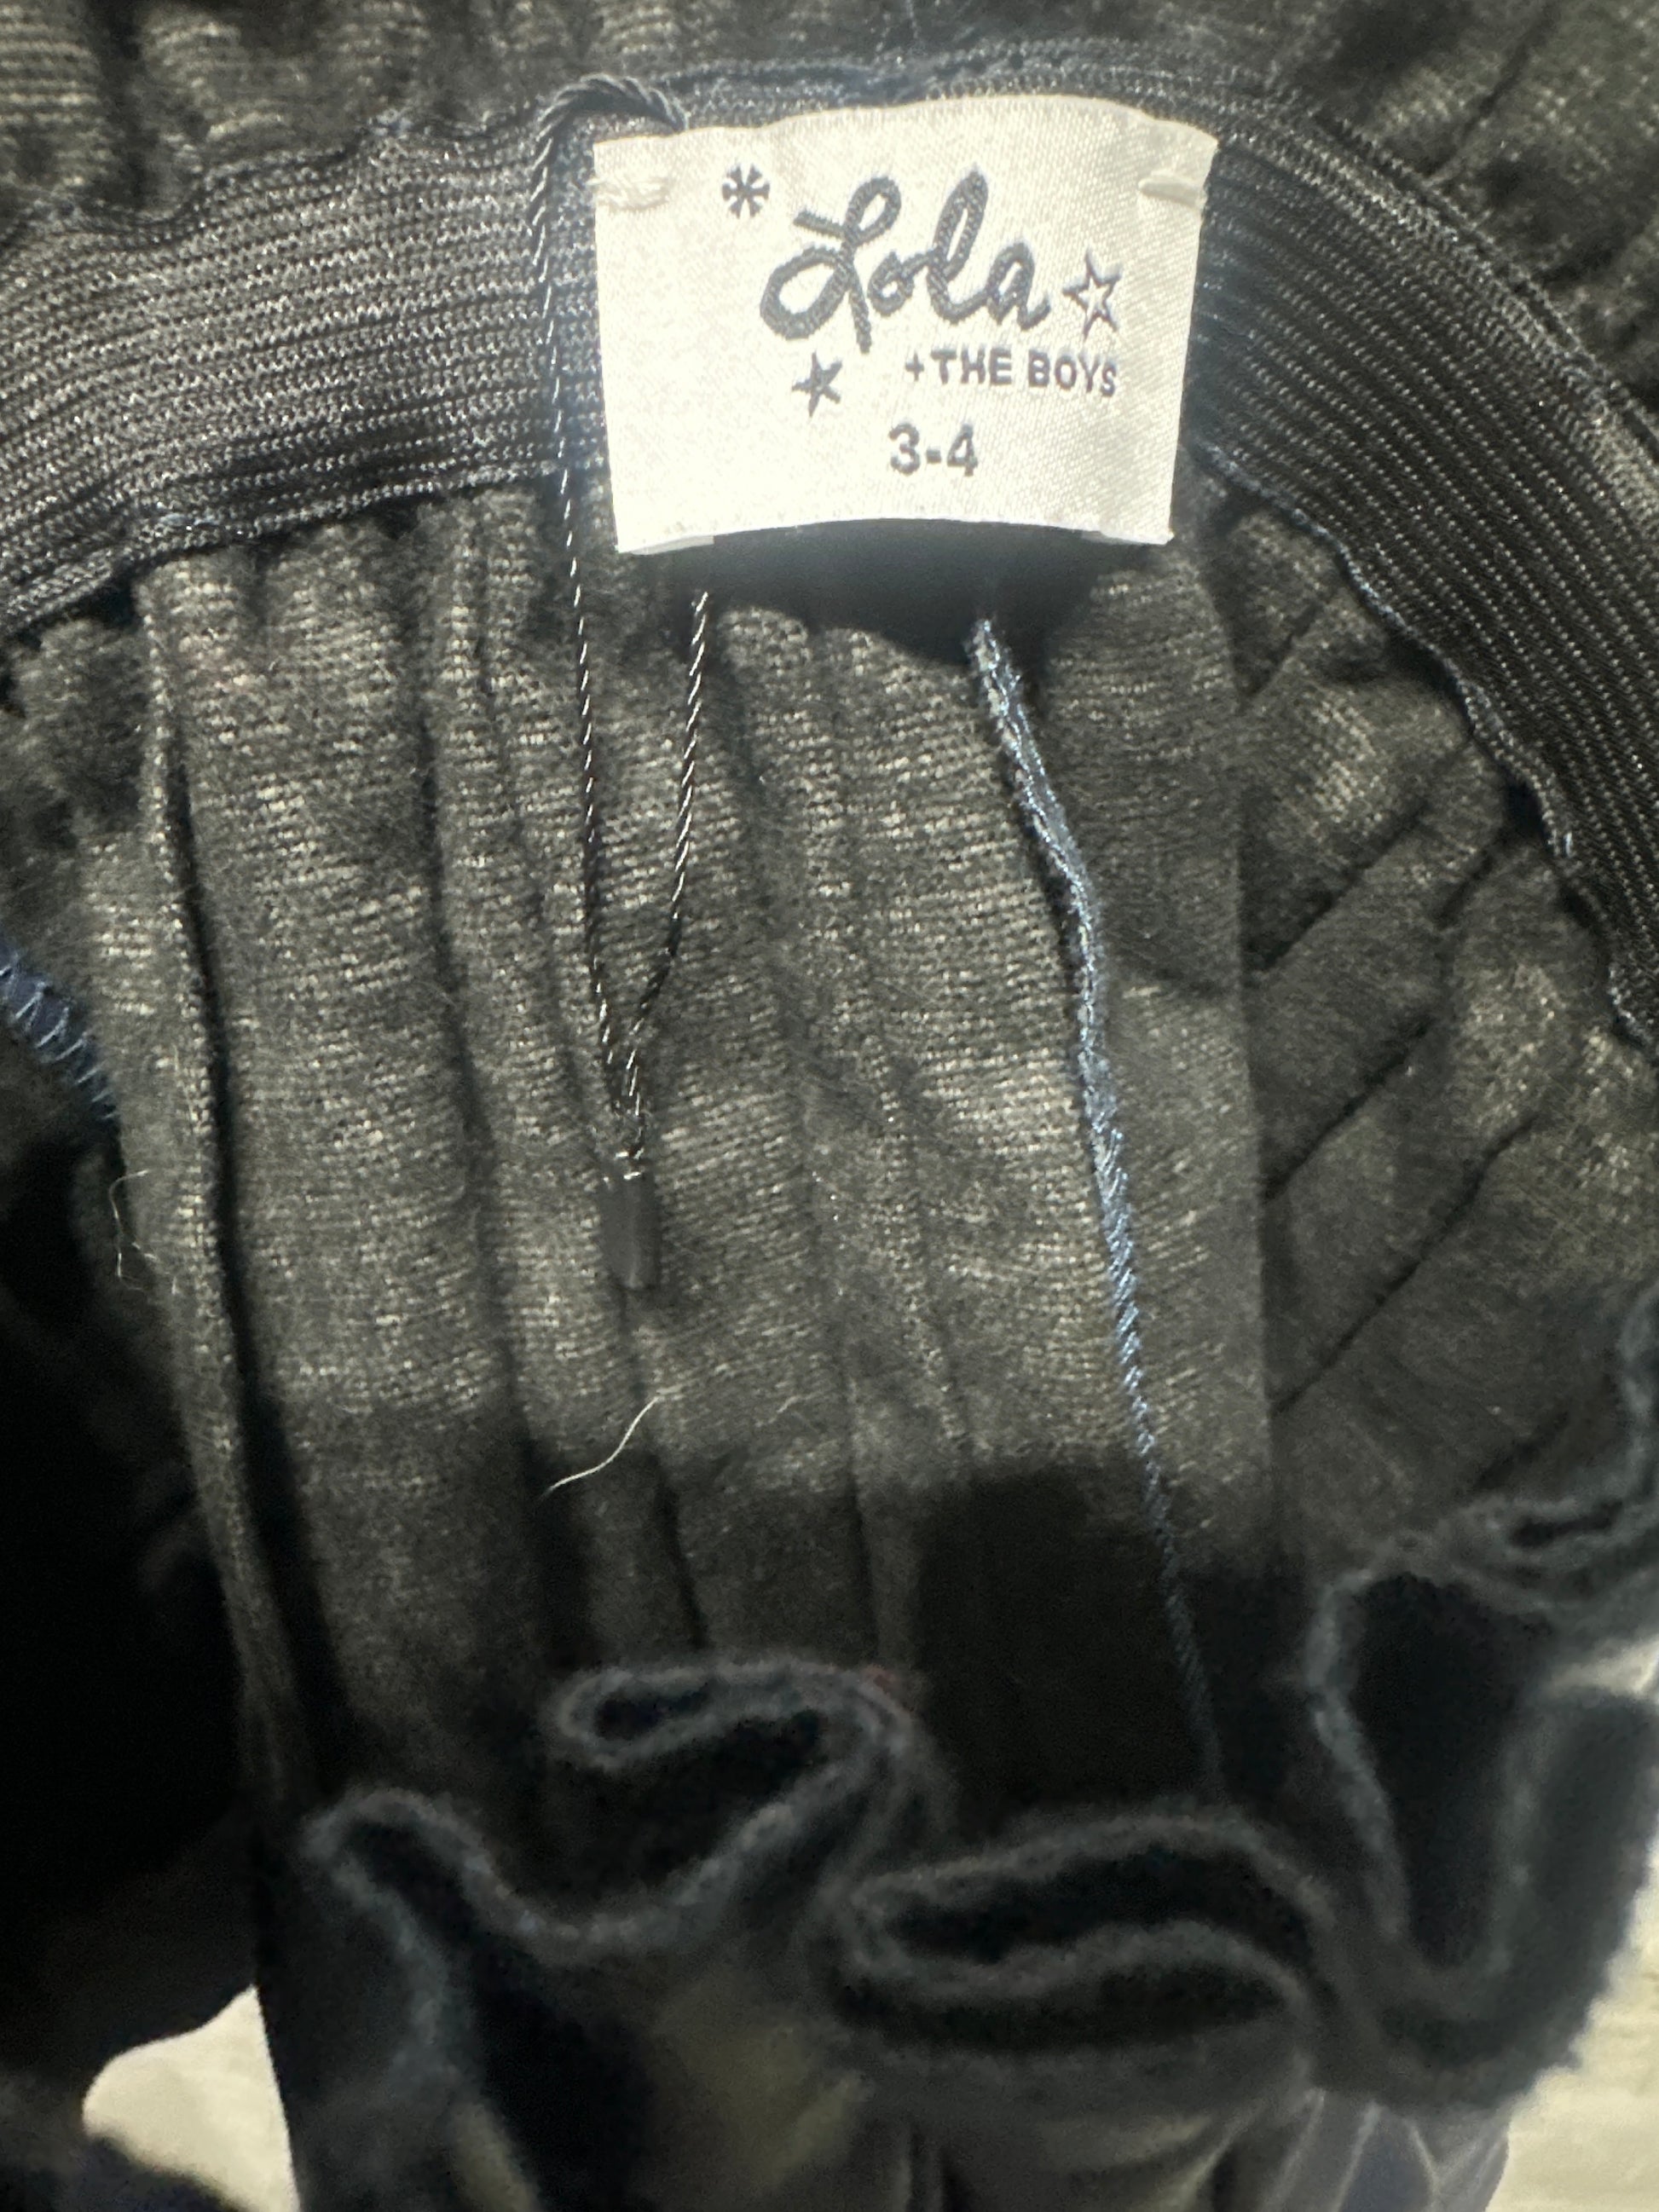 Lola
+THE BOYS
3-4